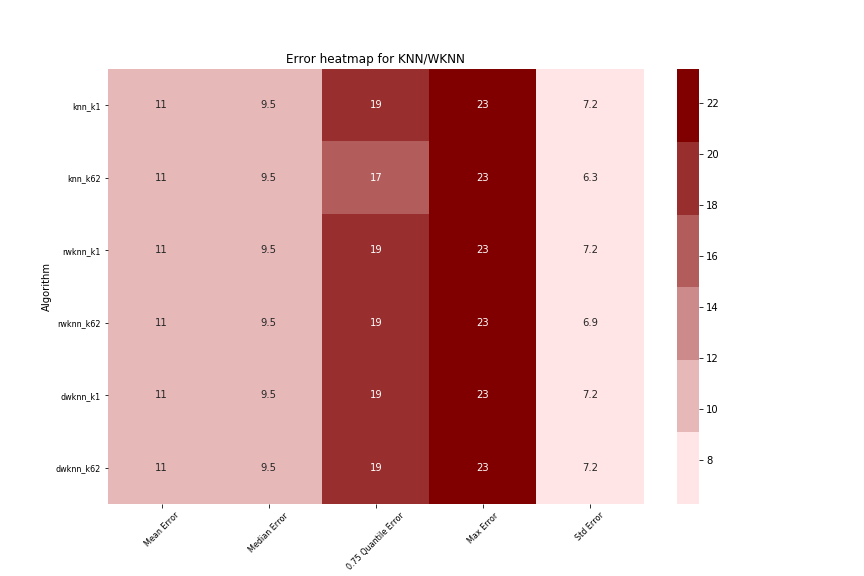 Error heatmap for KNN/WKNN
Algorithm
knn_k1 11 9.5 19 23 7.2
knn_k62 11 9.5 17 23 6.3
rwknn_k1 11 9.5 19 23 7.2
rwknn_k62 11 9.5 19 23 6.9
dwknn_k1 11 9.5 19 23 7.2
dwknn_k62 11 9.5 19 23 7.2
Mean Error
Median Error
0.75 Quantile Error
Max Error
Std Error
22
20
18
16
14
12
10
8